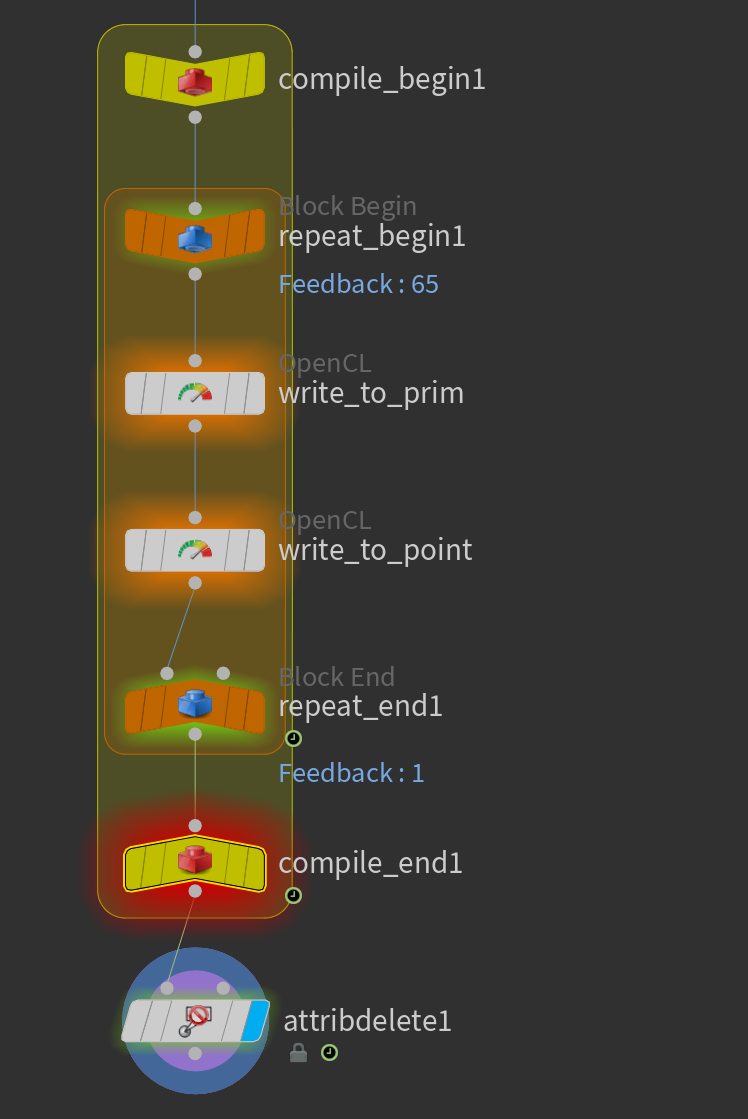 compile_begin1
Block Begin
repeat_begin1
Feedback : 65
OpenCL
write_to_prim
OpenCL
write_to_point
Block End
repeat_end1
Feedback : 1
compile_end1
attribdelete1